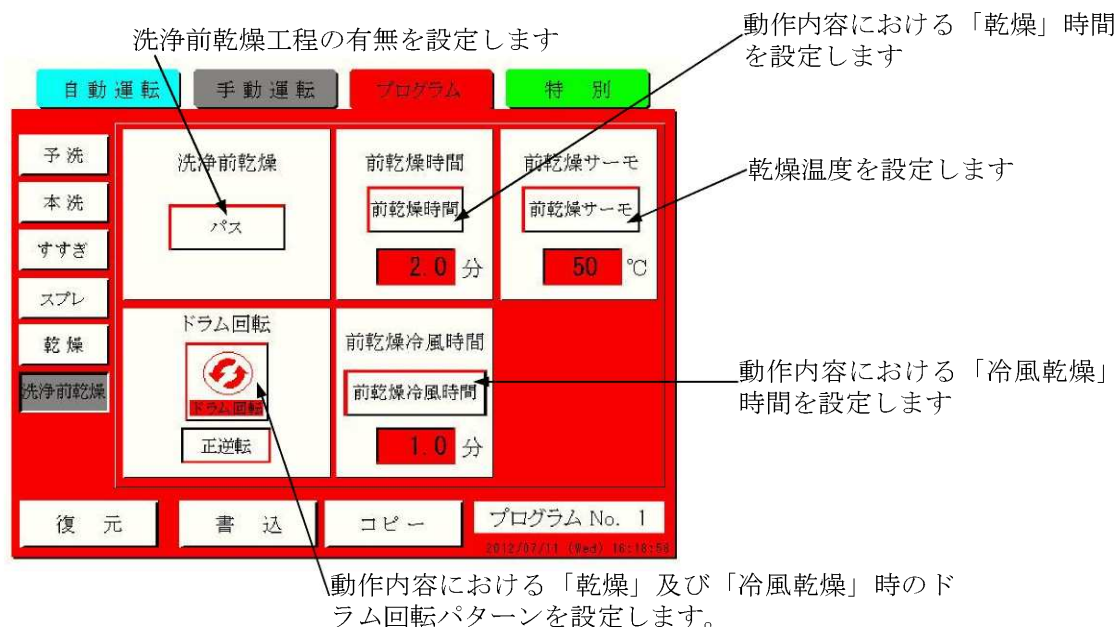 洗浄前乾燥工程の有無を設定します
動作内容における「乾燥」時間
を設定します
自動運転
手動運転
プログラム
特 別
予洗
本洗
すすぎ
スプレ
乾燥
洗浄前乾燥
洗浄前乾燥
パス
前乾燥時間
前乾燥時間
2.0 分
前乾燥サーモ
前乾燥サーモ
50 ℃
乾燥温度を設定します
ドラム回転
ドラム回転
正逆転
前乾燥冷風時間
前乾燥冷風時間
1.0 分
動作内容における「冷風乾燥」
時間を設定します
復 元
書 込
コピー
プログラム No. 1
2012/07/11 (Wed) 16:18:58
動作内容における「乾燥」及び「冷風乾燥」時のド
ラム回転パターンを設定します。